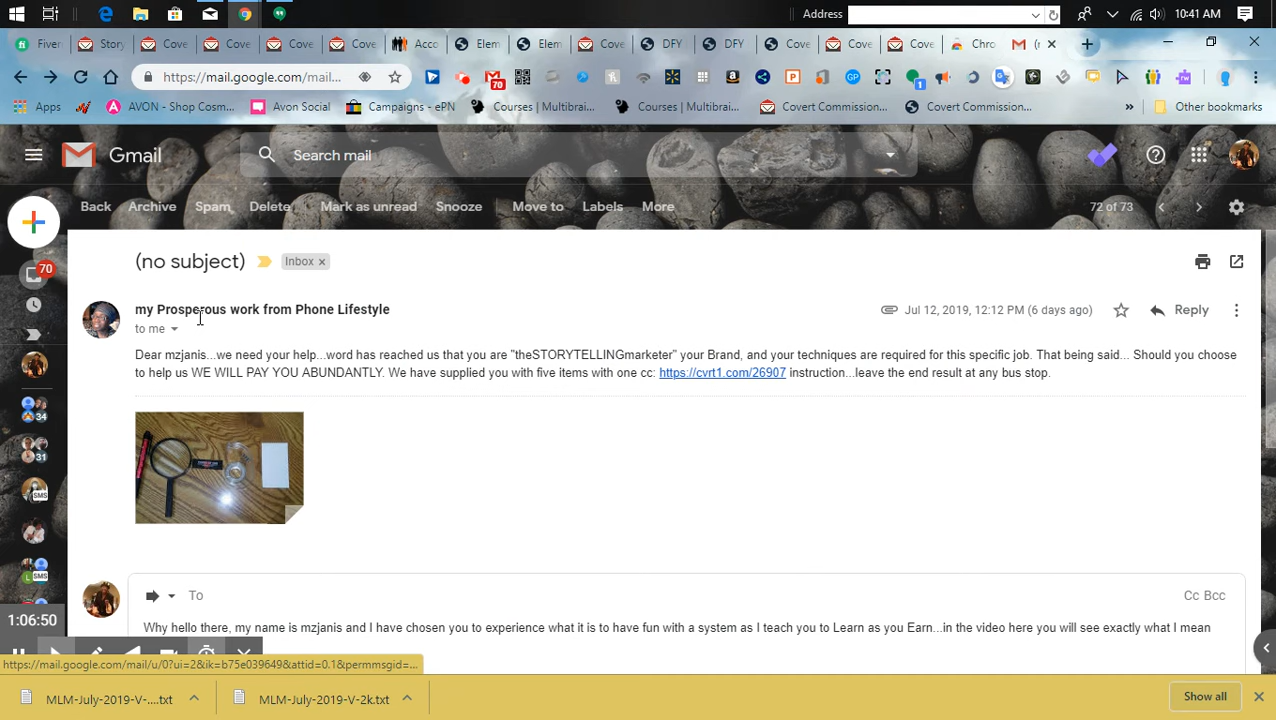 Address
10:41 AM
Fiverr
Story
Cove
Cove
Cove
Cove
Acco
Elem
Elem
Cove
DFY
DFY
Cove
Cove
Cove
Chro
https://mail.google.com/mail...
70
1
Apps
AVON - Shop Cosm...
Avon Social
Campaigns - ePN
Courses | Multibrai...
Courses | Multibrai...
Covert Commission...
Covert Commission...
»
Other bookmarks
Gmail
Search mail
Back
Archive
Spam
Delete
Mark as unread
Snooze
Move to
Labels
More
72 of 73
70
(no subject)
Inbox x
my Prosperous work from Phone Lifestyle
Jul 12, 2019, 12:12 PM (6 days ago)
Reply
to me
Dear mzjanis...we need your help...word has reached us that you are "theSTORYTELLINGmarketer" your Brand, and your techniques are required for this specific job. That being said... Should you choose
to help us WE WILL PAY YOU ABUNDANTLY. We have supplied you with five items with one cc: https://cvrt1.com/26907 instruction...leave the end result at any bus stop.
34
31
SMS
SMS
To
Cc Bcc
1:06:50
Why hello there, my name is mzjanis and I have chosen you to experience what it is to have fun with a system as I teach you to Learn as you Earn...in the video here you will see exactly what I mean
https://mail.google.com/mail/u/0?ui=2&ik=b75e039649&attid=0.1&permmsgid=...
MLM-July-2019-V-....txt
MLM-July-2019-V-2k.txt
Show all